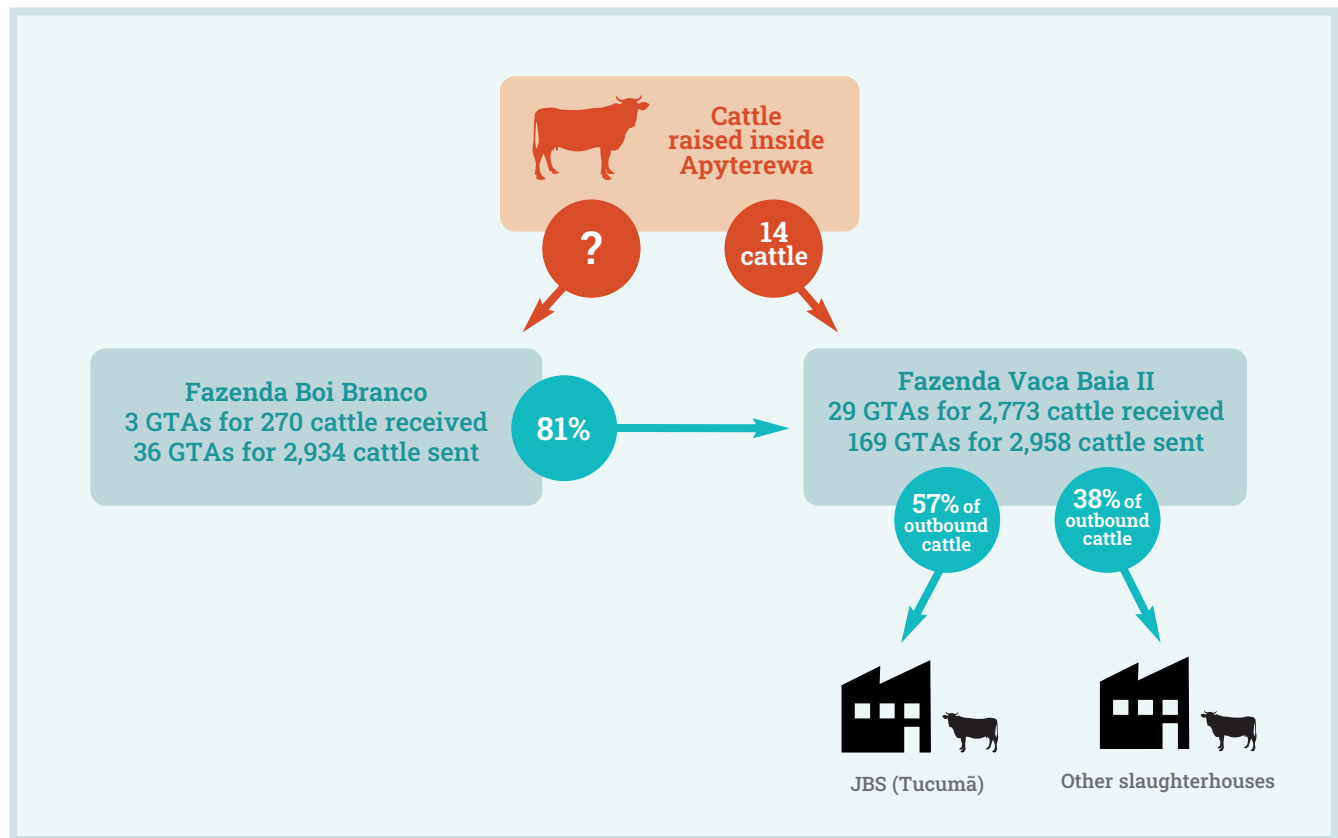 Cattle
raised inside
Apyterewa
?
14
cattle
Fazenda Boi Branco
3 GTAs for 270 cattle received
36 GTAs for 2,934 cattle sent
81%
Fazenda Vaca Baia II
29 GTAs for 2,773 cattle received
169 GTAs for 2,958 cattle sent
57% of
outbound
cattle
38% of
outbound
cattle
JBS (Tucumã)
Other slaughterhouses